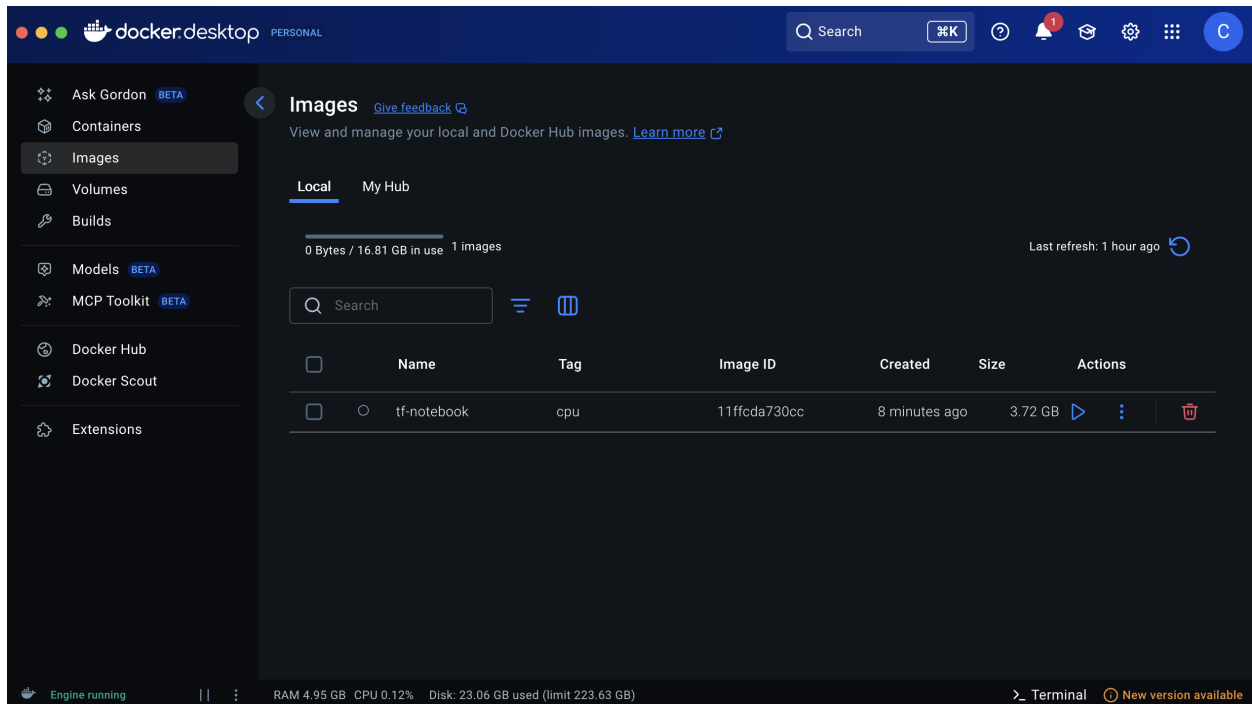 docker.desktop PERSONAL
Search ⌘K
1
C
Ask Gordon BETA
Containers
Images
Volumes
Builds
Models BETA
MCP Toolkit BETA
Docker Hub
Docker Scout
Extensions
Images Give feedback
View and manage your local and Docker Hub images. Learn more
Local My Hub
0 Bytes / 16.81 GB in use 1 images
Last refresh: 1 hour ago
Search
Name Tag Image ID Created Size Actions
tf-notebook cpu 11ffcda730cc 8 minutes ago 3.72 GB
Engine running
RAM 4.95 GB CPU 0.12% Disk: 23.06 GB used (limit 223.63 GB)
>_ Terminal
New version available